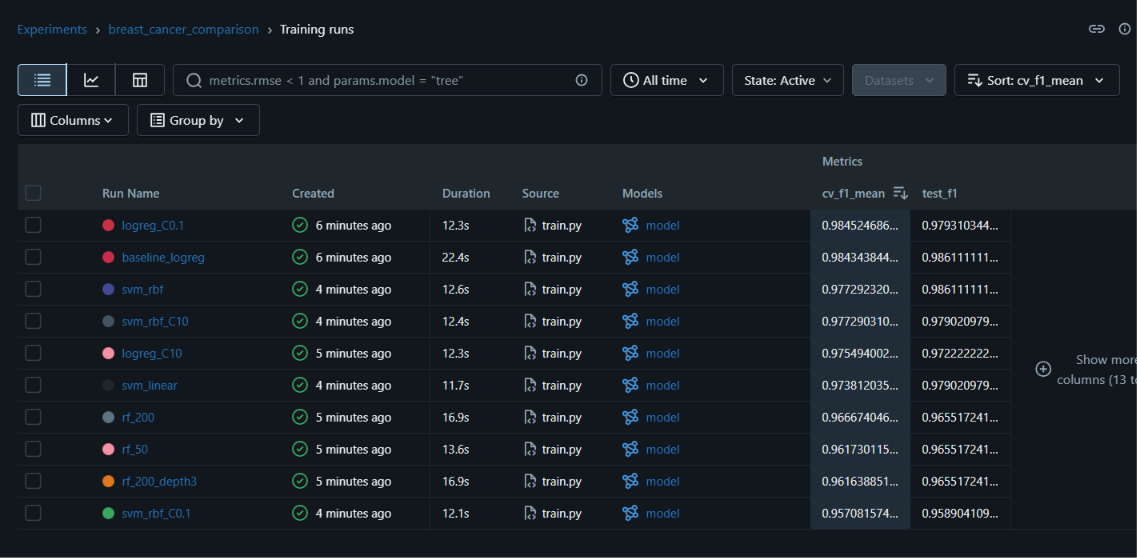 Experiments > breast_cancer_comparison > Training runs
metrics.rmse < 1 and params.model = "tree" All time State: Active Datasets Sort: cv_f1_mean
Columns Group by
Metrics
Run Name Created Duration Source Models cv_f1_mean test_f1
logreg_C0.1 6 minutes ago 12.3s train.py model 0.984524686... 0.979310344...
baseline_logreg 6 minutes ago 22.4s train.py model 0.984343844... 0.986111111...
svm_rbf 4 minutes ago 12.6s train.py model 0.977292320... 0.986111111...
svm_rbf_C10 4 minutes ago 12.4s train.py model 0.977290310... 0.979020979...
logreg_C10 5 minutes ago 12.3s train.py model 0.975494002... 0.972222222...
Show more
columns (13 to
svm_linear 4 minutes ago 11.7s train.py model 0.973812035... 0.979020979...
rf_200 5 minutes ago 16.9s train.py model 0.966674046... 0.965517241...
rf_50 5 minutes ago 13.6s train.py model 0.961730115... 0.965517241...
rf_200_depth3 5 minutes ago 16.9s train.py model 0.961638851... 0.965517241...
svm_rbf_C0.1 4 minutes ago 12.1s train.py model 0.957081574... 0.958904109...